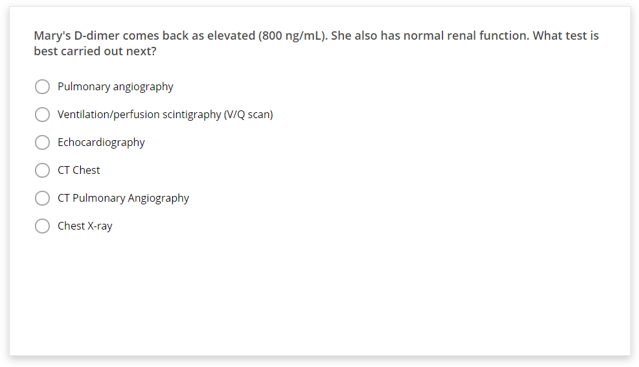 Mary's D-dimer comes back as elevated (800 ng/mL). She also has normal renal function. What test is
best carried out next?
Pulmonary angiography
Ventilation/perfusion scintigraphy (V/Q scan)
Echocardiography
CT Chest
CT Pulmonary Angiography
Chest X-ray